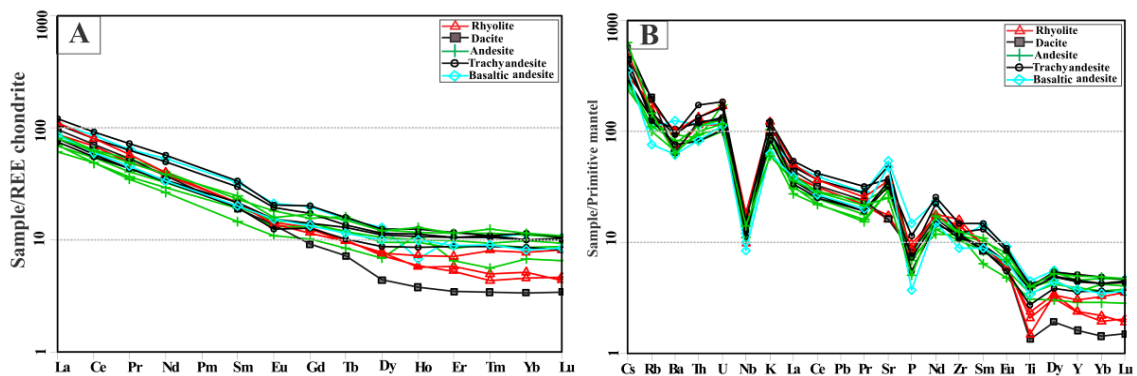 A
Sample/REE chondrite
1000
100
10
1
Rhyolite
Dacite
Andesite
Trachyandesite
Basaltic andesite
La Ce Pr Nd Pm Sm Eu Gd Tb Dy Ho Er Tm Yb Lu
B
Sample/Primitive mantel
1000
100
10
1
Rhyolite
Dacite
Andesite
Trachyandesite
Basaltic andesite
Cs Rb Ba Th U Nb K La Ce Pb Pr Sr P Nd Zr Sm Eu Ti Dy Y Yb Lu